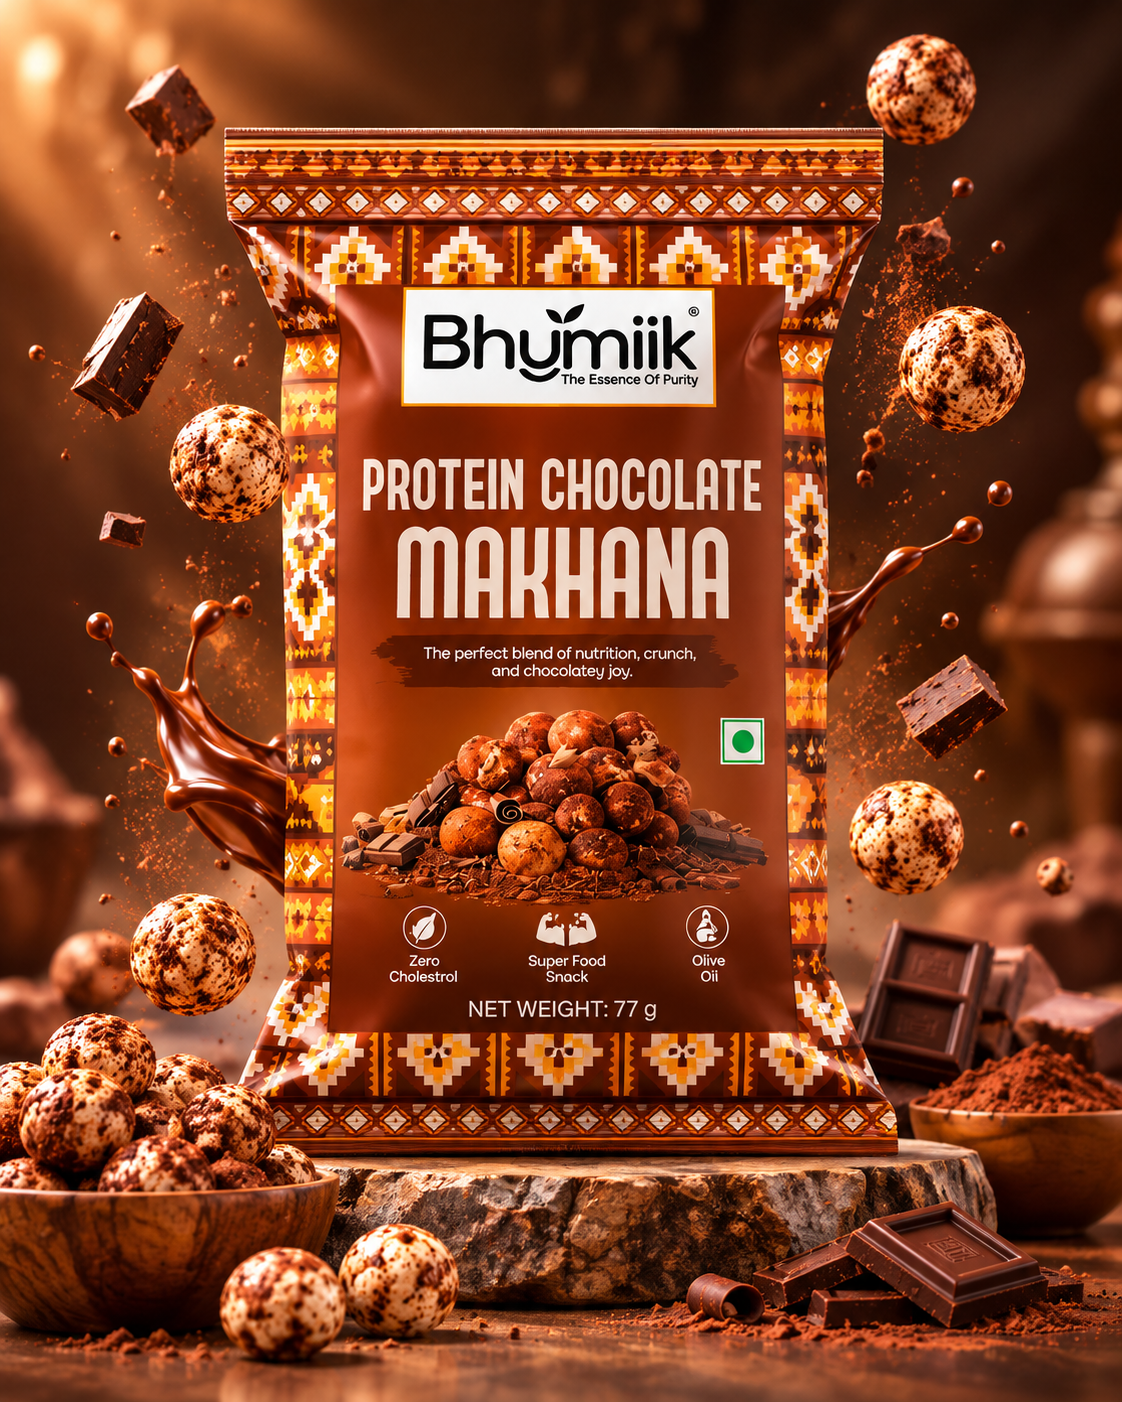 Bhumiik®
The Essence Of Purity
PROTEIN CHOCOLATE
MAKHANA
The perfect blend of nutrition, crunch,
and chocolatey joy.
Zero
Cholestrol
Super Food
Snack
Olive
Oil
NET WEIGHT: 77 g